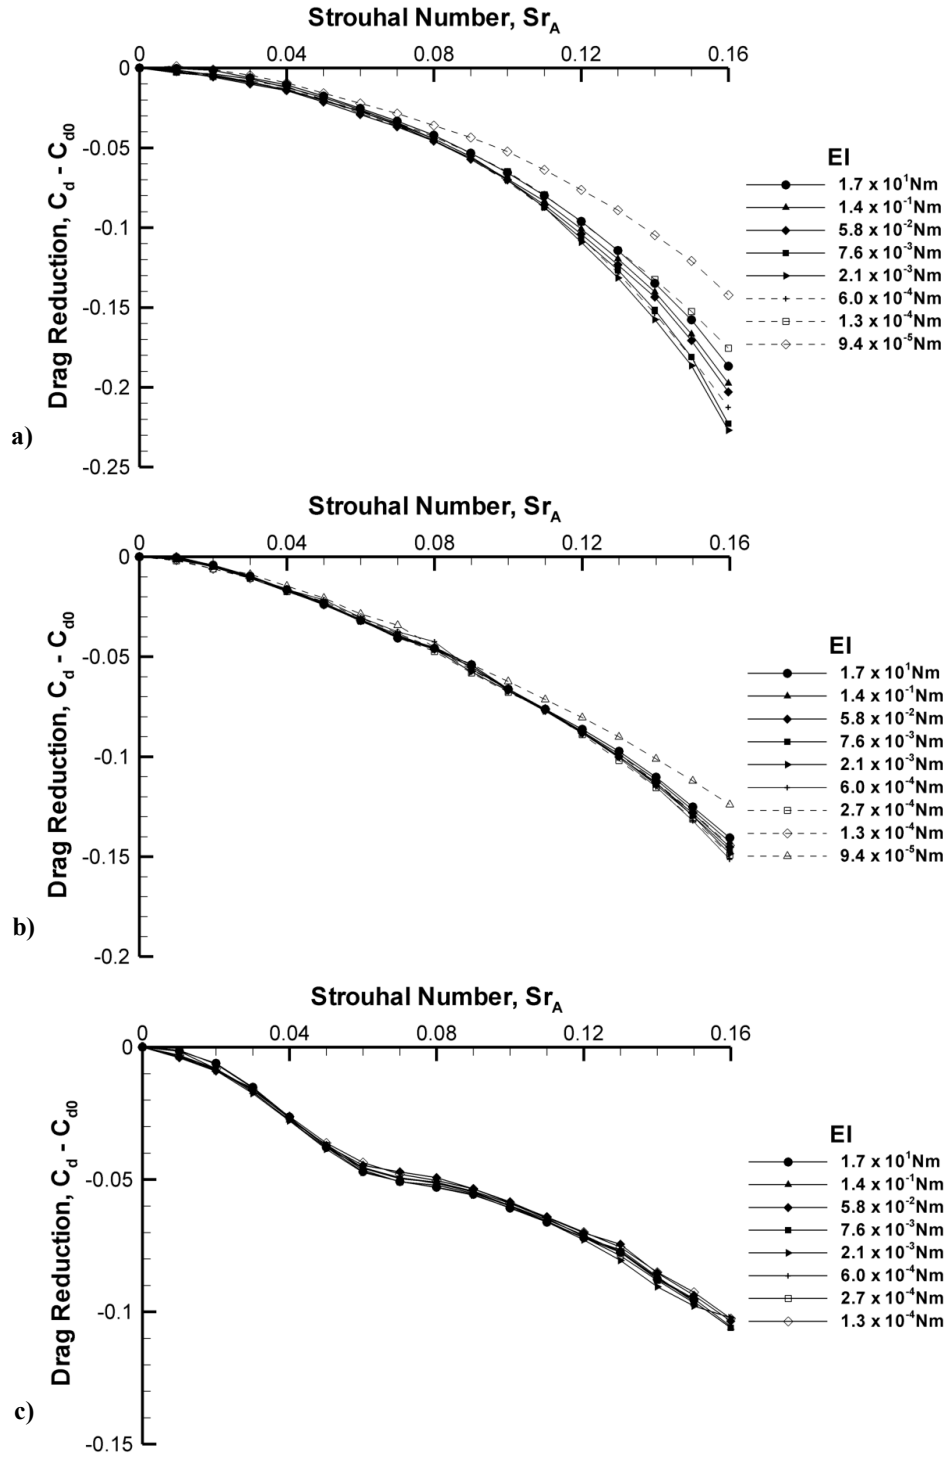 Strouhal Number, Sr_A
0 0.04 0.08 0.12 0.16
Drag Reduction, C_d - C_d0
0
-0.05
-0.1
-0.15
-0.2
-0.25
EI
1.7 x 10^1Nm
1.4 x 10^-1Nm
5.8 x 10^-2Nm
7.6 x 10^-3Nm
2.1 x 10^-3Nm
6.0 x 10^-4Nm
1.3 x 10^-4Nm
9.4 x 10^-5Nm
a)
Strouhal Number, Sr_A
0 0.04 0.08 0.12 0.16
Drag Reduction, C_d - C_d0
0
-0.05
-0.1
-0.15
-0.2
EI
1.7 x 10^1Nm
1.4 x 10^-1Nm
5.8 x 10^-2Nm
7.6 x 10^-3Nm
2.1 x 10^-3Nm
6.0 x 10^-4Nm
2.7 x 10^-4Nm
1.3 x 10^-4Nm
9.4 x 10^-5Nm
b)
Strouhal Number, Sr_A
0 0.04 0.08 0.12 0.16
Drag Reduction, C_d - C_d0
0
-0.05
-0.1
-0.15
EI
1.7 x 10^1Nm
1.4 x 10^-1Nm
5.8 x 10^-2Nm
7.6 x 10^-3Nm
2.1 x 10^-3Nm
6.0 x 10^-4Nm
2.7 x 10^-4Nm
1.3 x 10^-4Nm
c)